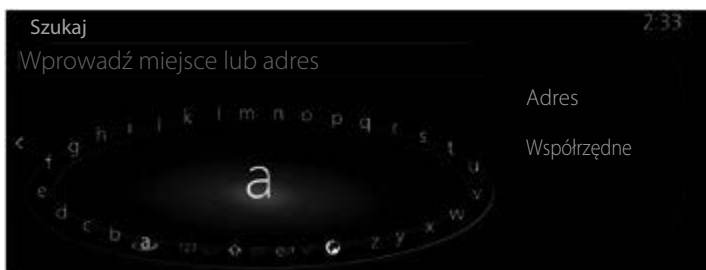 Szukaj
2:33
Wprowadź miejsce lub adres
Adres
Współrzędne
g h i j k l m n o p q r s t u v w x y z
a
f e d c b a